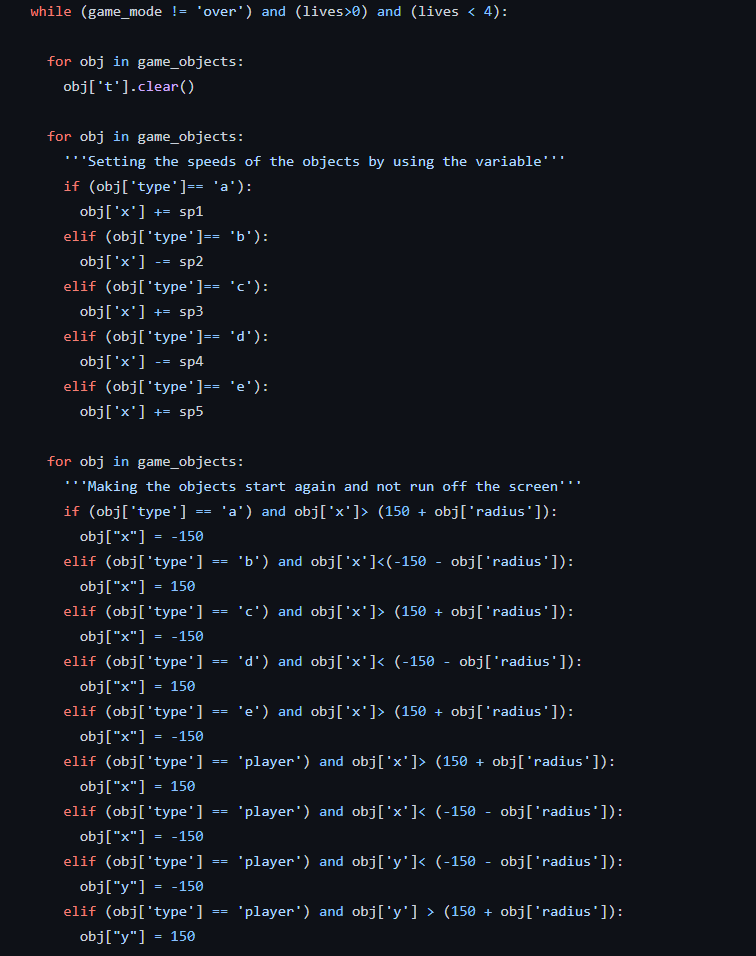 while (game_mode != 'over') and (lives>0) and (lives < 4):
for obj in game_objects:
obj['t'].clear()
for obj in game_objects:
'''Setting the speeds of the objects by using the variable'''
if (obj['type']== 'a'):
obj['x'] += sp1
elif (obj['type']== 'b'):
obj['x'] -= sp2
elif (obj['type']== 'c'):
obj['x'] += sp3
elif (obj['type']== 'd'):
obj['x'] -= sp4
elif (obj['type']== 'e'):
obj['x'] += sp5
for obj in game_objects:
'''Making the objects start again and not run off the screen'''
if (obj['type'] == 'a') and obj['x']> (150 + obj['radius']):
obj["x"] = -150
elif (obj['type'] == 'b') and obj['x']<(-150 - obj['radius']):
obj["x"] = 150
elif (obj['type'] == 'c') and obj['x']> (150 + obj['radius']):
obj["x"] = -150
elif (obj['type'] == 'd') and obj['x']< (-150 - obj['radius']):
obj["x"] = 150
elif (obj['type'] == 'e') and obj['x']> (150 + obj['radius']):
obj["x"] = -150
elif (obj['type'] == 'player') and obj['x']> (150 + obj['radius']):
obj["x"] = 150
elif (obj['type'] == 'player') and obj['x']< (-150 - obj['radius']):
obj["x"] = -150
elif (obj['type'] == 'player') and obj['y']< (-150 - obj['radius']):
obj["y"] = -150
elif (obj['type'] == 'player') and obj['y'] > (150 + obj['radius']):
obj["y"] = 150